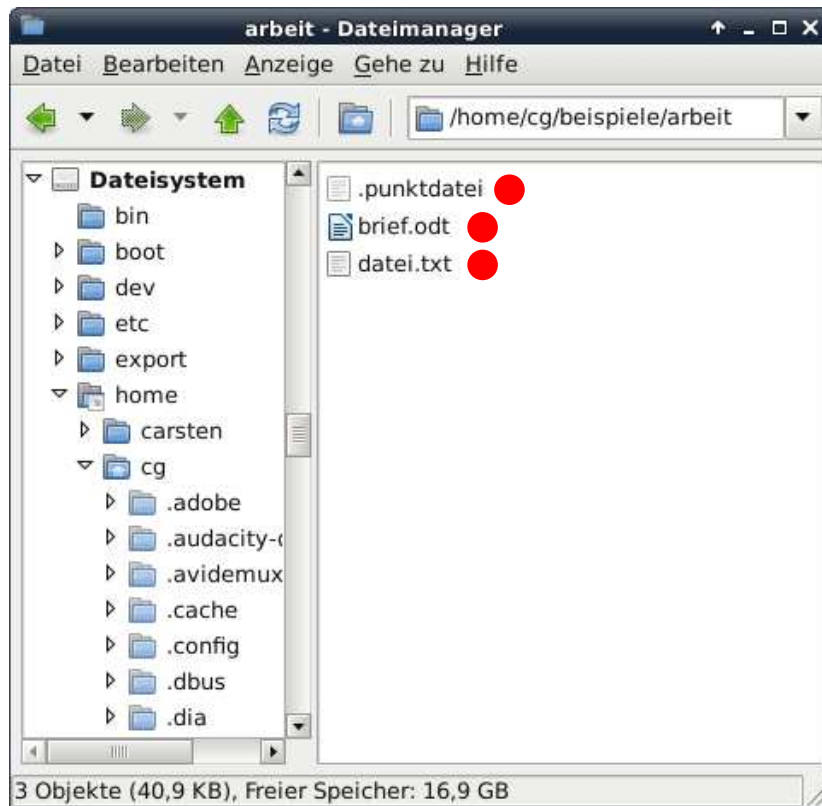 arbeit - Dateimanager
Datei Bearbeiten Anzeige Gehe zu Hilfe
/home/cg/beispiele/arbeit
Dateisystem
bin
boot
dev
etc
export
home
carsten
cg
.adobe
.audacity-
.avidemux
.cache
.config
.dbus
.dia
.punktdatei
brief.odt
datei.txt
3 Objekte (40,9 KB), Freier Speicher: 16,9 GB